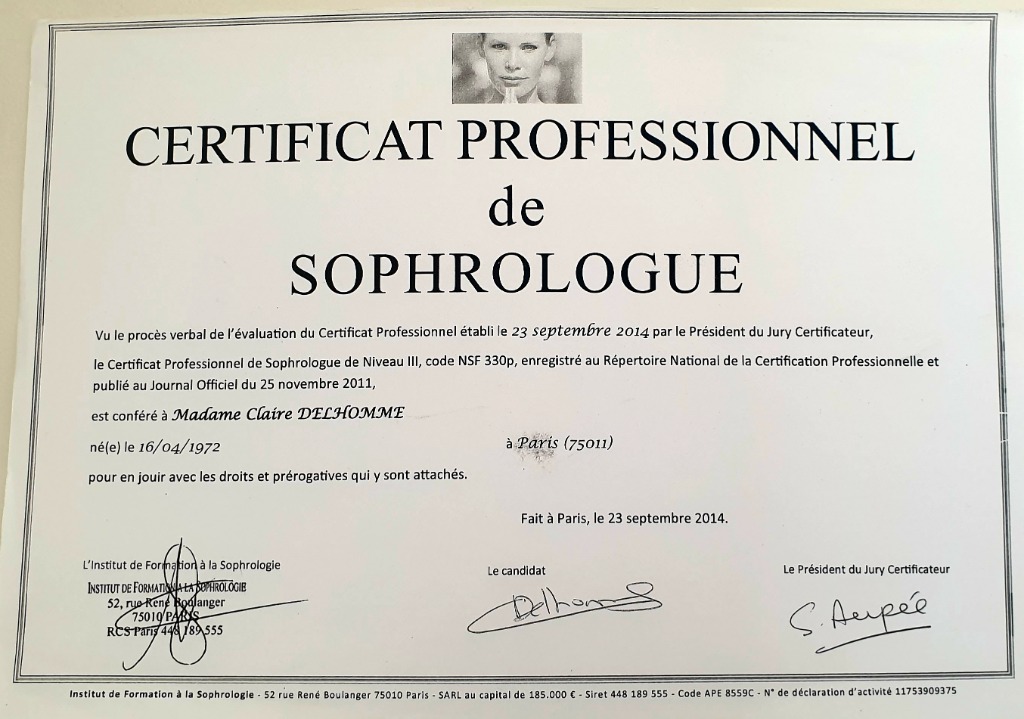 CERTIFICAT PROFESSIONNEL
de
SOPHROLOGUE
Vu le procès verbal de l'évaluation du Certificat Professionnel établi le 23 septembre 2014 par le Président du Jury Certificateur,
le Certificat Professionnel de Sophrologue de Niveau III, code NSF 330p, enregistré au Répertoire National de la Certification Professionnelle et
publié au Journal Officiel du 25 novembre 2011,
est conféré à Madame Claire DELHOMME
né(e) le 16/04/1972 à Paris (75011)
pour en jouir avec les droits et prérogatives qui y sont attachés.
Fait à Paris, le 23 septembre 2014.
L'Institut de Formation à la Sophrologie
Le candidat
Le Président du Jury Certificateur
INSTITUT DE FORMATION A LA SOPHROLOGIE
52, rue René Boulanger
75010 PARIS
RCS Paris 448 189 555
Delhomme
S. Aupée
Institut de Formation à la Sophrologie - 52 rue René Boulanger 75010 Paris - SARL au capital de 185.000 € - Siret 448 189 555 - Code APE 8559C - N° de déclaration d'activité 11753909375